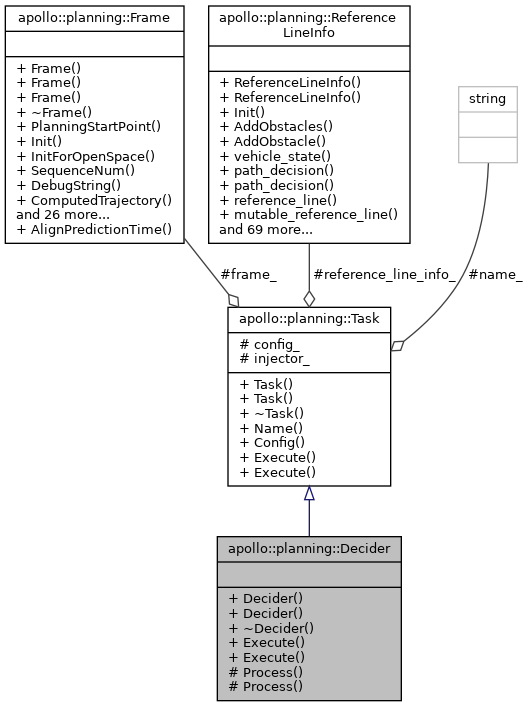 apollo::planning::Frame
+ Frame()
+ Frame()
+ Frame()
+ ~Frame()
+ PlanningStartPoint()
+ Init()
+ InitForOpenSpace()
+ SequenceNum()
+ DebugString()
+ ComputedTrajectory()
and 26 more...
+ AlignPredictionTime()
apollo::planning::Reference
LineInfo
+ ReferenceLineInfo()
+ ReferenceLineInfo()
+ Init()
+ AddObstacles()
+ AddObstacle()
+ vehicle_state()
+ path_decision()
+ path_decision()
+ reference_line()
+ mutable_reference_line()
and 69 more...
string
#frame_
#reference_line_info_
#name_
apollo::planning::Task
# config_
# injector_
+ Task()
+ Task()
+ ~Task()
+ Name()
+ Config()
+ Execute()
+ Execute()
apollo::planning::Decider
+ Decider()
+ Decider()
+ ~Decider()
+ Execute()
+ Execute()
# Process()
# Process()